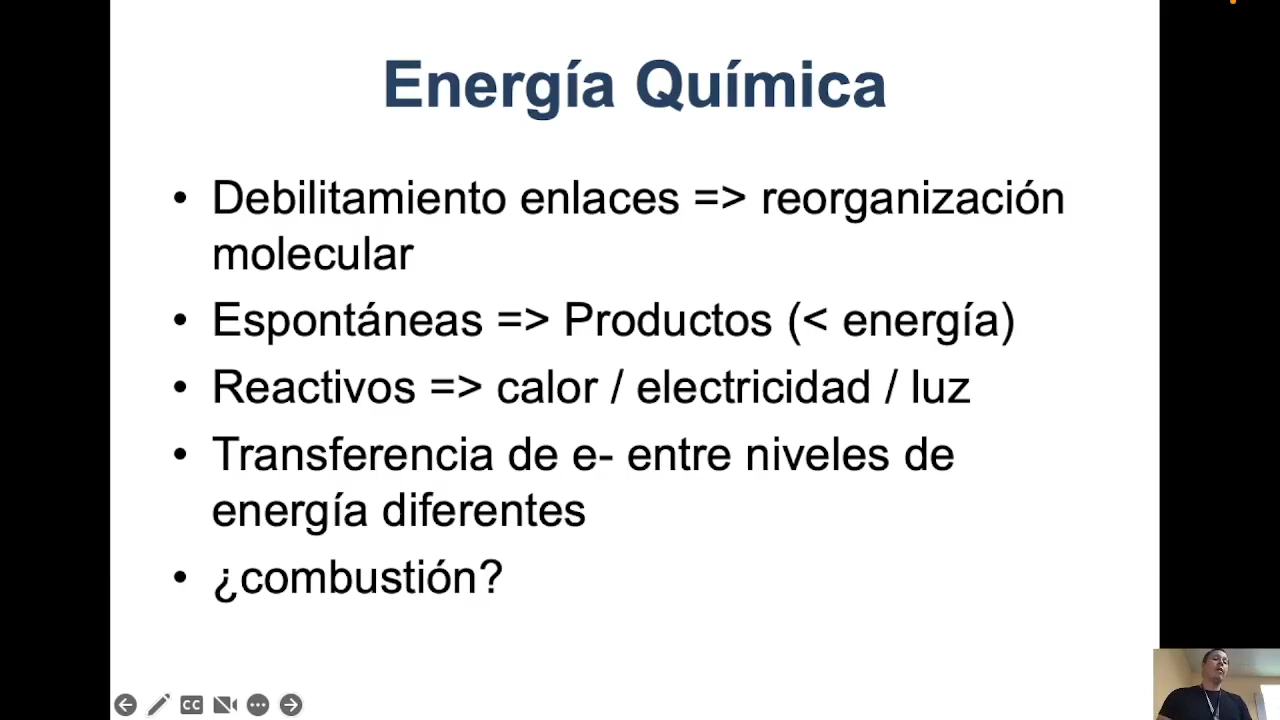 Energía Química
• Debilitamiento enlaces => reorganización
molecular
• Espontáneas => Productos (< energía)
• Reactivos => calor / electricidad / luz
• Transferencia de e- entre niveles de
energía diferentes
• ¿combustión?
CC